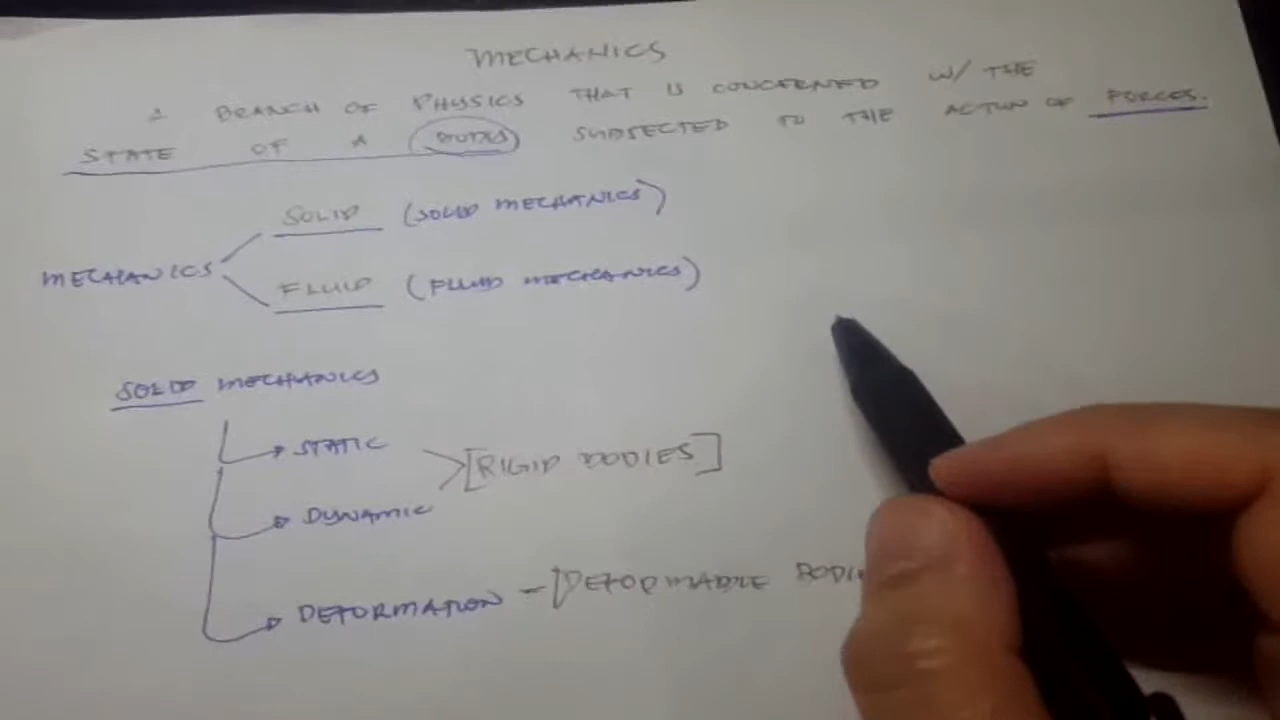 MECHANICS
A BRANCH OF PHYSICS THAT IS CONCERNED W/ THE
STATE OF A BODIES SUBJECTED TO THE ACTION OF FORCES.
SOLID (SOLID MECHANICS)
MECHANICS
FLUID (FLUID MECHANICS)
SOLID MECHANICS
STATIC
[RIGID BODIES]
DYNAMIC
DEFORMATION - [DEFORMABLE BODI